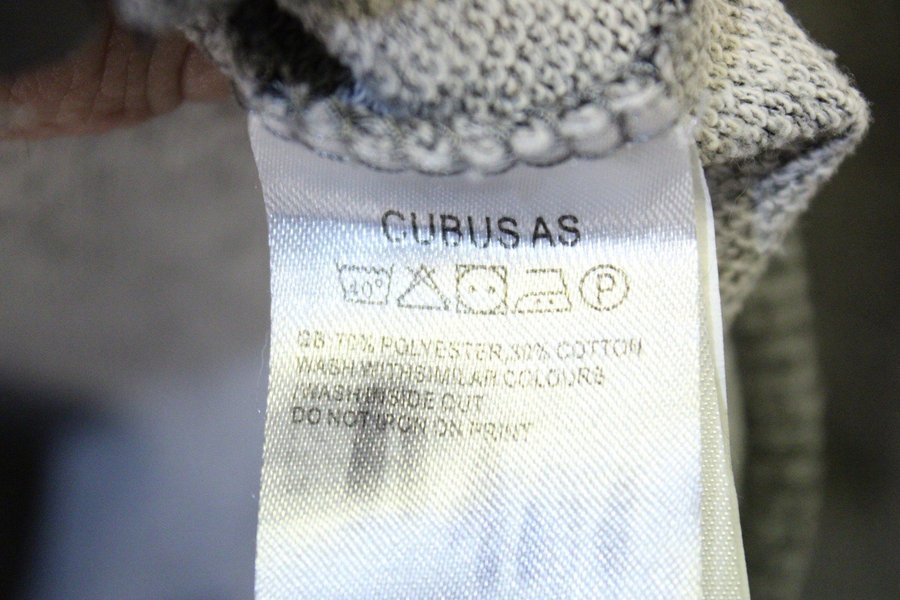 CUBUS AS
40° P
GB: 70% POLYESTER, 30% COTTON
WASH WITH SIMILAR COLOURS
WASH INSIDE OUT
DO NOT IRON ON PRINT